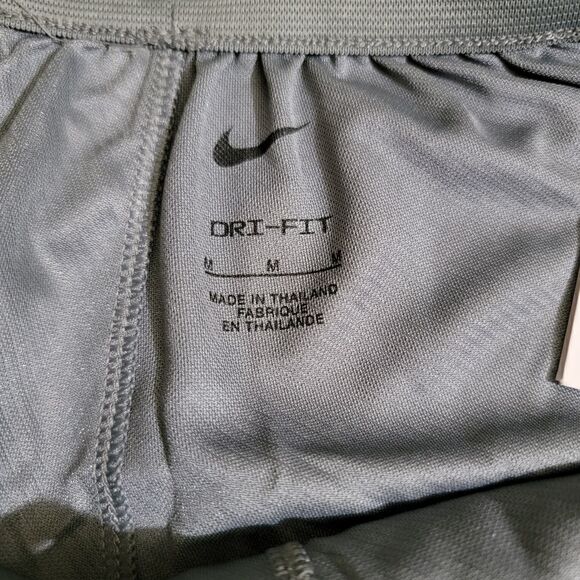 DRI-FIT
M M M
MADE IN THAILAND
FABRIQUE
EN THAILANDE